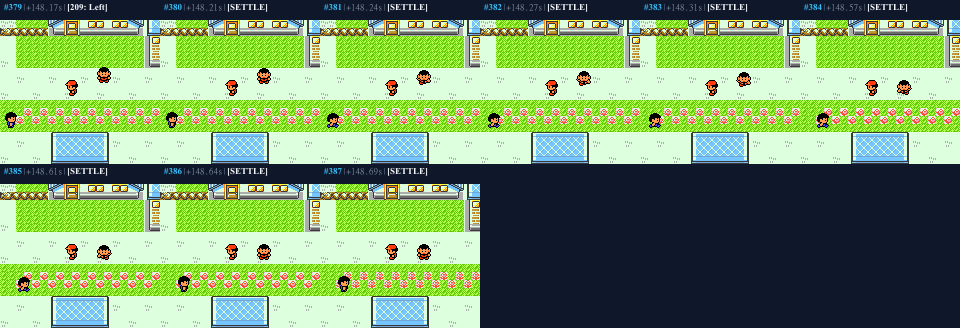 #379|+148.17s|[209: Left]
#380|+148.21s|[SETTLE]
#381|+148.24s|[SETTLE]
#382|+148.27s|[SETTLE]
#383|+148.31s|[SETTLE]
#384|+148.57s|[SETTLE]
#385|+148.61s|[SETTLE]
#386|+148.64s|[SETTLE]
#387|+148.69s|[SETTLE]